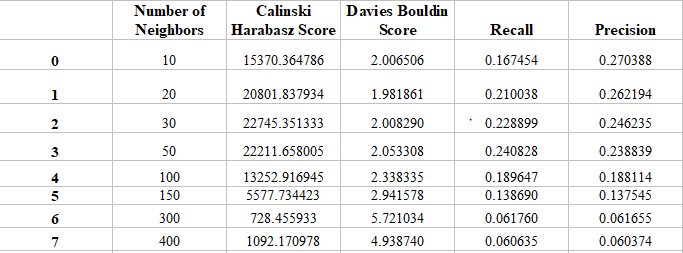 Number of Neighbors Calinski Harabasz Score Davies Bouldin Score Recall Precision
0 10 15370.364786 2.006506 0.167454 0.270388
1 20 20801.837934 1.981861 0.210038 0.262194
2 30 22745.351333 2.008290 0.228899 0.246235
3 50 22211.658005 2.053308 0.240828 0.238839
4 100 13252.916945 2.338335 0.189647 0.188114
5 150 5577.734423 2.941578 0.138690 0.137545
6 300 728.455933 5.721034 0.061760 0.061655
7 400 1092.170978 4.938740 0.060635 0.060374